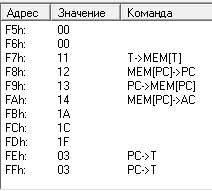 Адрес Значение Команда
F5h: 00
F6h: 00
F7h: 11 T->MEM[T]
F8h: 12 MEM[PC]->PC
F9h: 13 PC->MEM[PC]
FAh: 14 MEM[PC]->AC
FBh: 1A
FCh: 1C
FDh: 1F
FEh: 03 PC->T
FFh: 03 PC->T